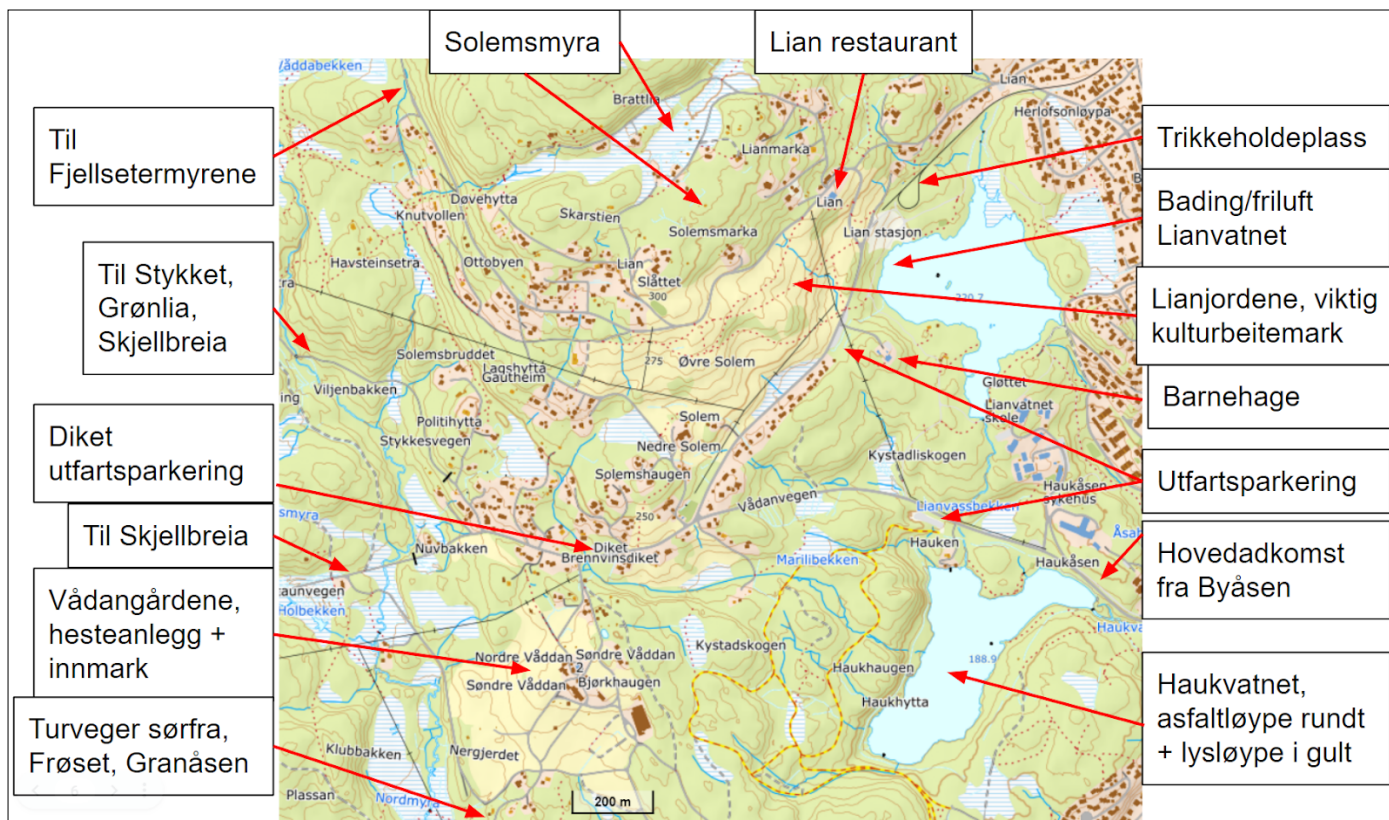 Solemsmyra
Lian restaurant
Til
Fjellsetermyrene
Til Stykket,
Grønlia,
Skjellbreia
Diket
utfartsparkering
Til Skjellbreia
Vådangårdene,
hesteanlegg +
innmark
Turveger sørfra,
Frøset, Granåsen
Trikkeholdeplass
Bading/friluft
Lianvatnet
Lianjordene, viktig
kulturbeitemark
Barnehage
Utfartsparkering
Hovedadkomst
fra Byåsen
Haukvatnet,
asfaltløype rundt
+ lysløype i gult
Våddabekken
Brattlia
Lian
Herlofsonløypa
Lianmarka
Døvehytta
Knutvollen
Skarstien
Lian
Solemsmarka
Lian stasjon
Havsteinsetra
Ottobyen
Lian
Slåttet
300
220.7
Solemsbruddet
275
Øvre Solem
Lagshytta
Gautheim
Viljenbakken
Gløttet
Lianvatnet
skole
Politihytta
Solem
Stykkesvegen
Nedre Solem
Kystadliskogen
Solemshaugen
Haukåsen
sykehus
Vådanvegen
Lianvassbekken
250
Nuvbakken
Diket
Brennvinsdiket
Marilibekken
Hauken
Haukåsen
Holbekken
Kystadskogen
Nordre Våddan
Søndre Våddan
2
Søndre Våddan
Bjørkhaugen
Haukhaugen
188.9
Haukhytta
Klubbakken
Nergjerdet
Plassan
Nordmyra
200 m
6